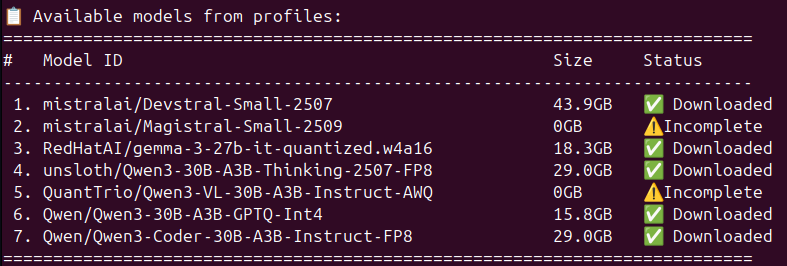 📋 Available models from profiles:
===========================================================================
#   Model ID                                           Size     Status
---------------------------------------------------------------------------
 1. mistralai/Devstral-Small-2507                      43.9GB   ✅ Downloaded
 2. mistralai/Magistral-Small-2509                     0GB      ⚠️Incomplete
 3. RedHatAI/gemma-3-27b-it-quantized.w4a16            18.3GB   ✅ Downloaded
 4. unsloth/Qwen3-30B-A3B-Thinking-2507-FP8            29.0GB   ✅ Downloaded
 5. QuantTrio/Qwen3-VL-30B-A3B-Instruct-AWQ            0GB      ⚠️Incomplete
 6. Qwen/Qwen3-30B-A3B-GPTQ-Int4                       15.8GB   ✅ Downloaded
 7. Qwen/Qwen3-Coder-30B-A3B-Instruct-FP8              29.0GB   ✅ Downloaded
===========================================================================